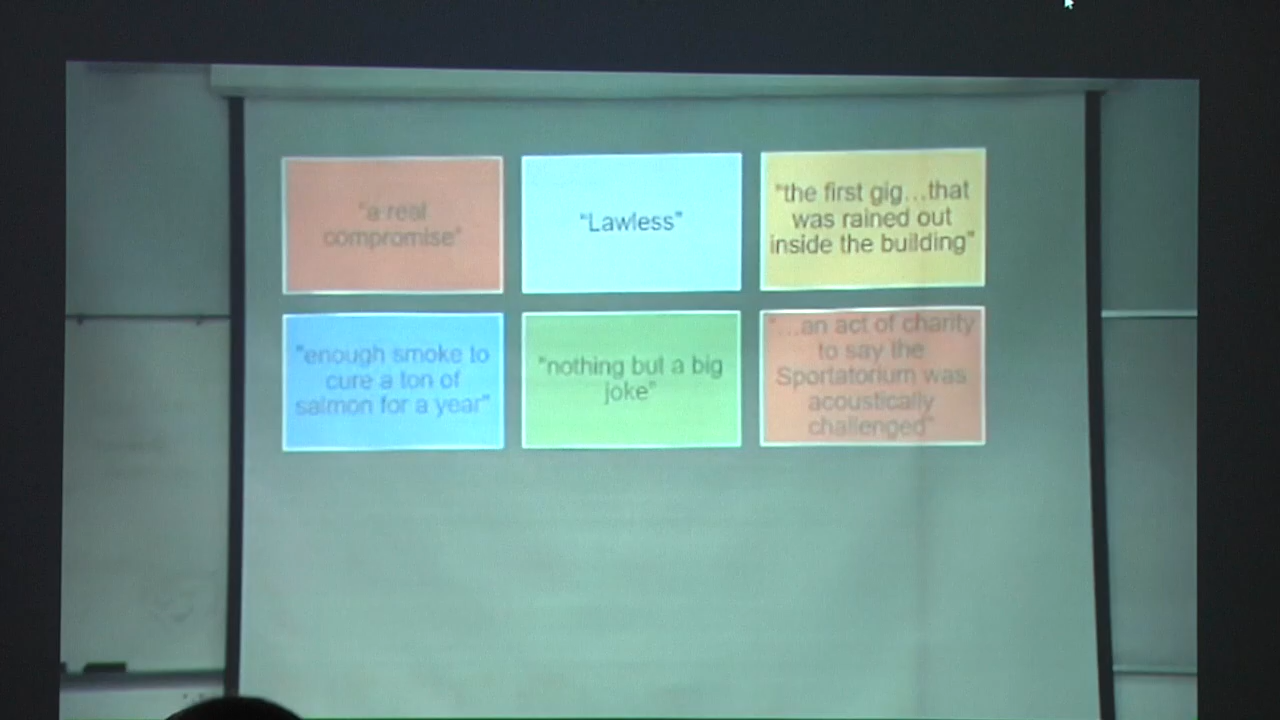 "a real
compromise"
"Lawless"
"the first gig...that
was rained out
inside the building"
"enough smoke to
cure a ton of
salmon for a year"
"nothing but a big
joke"
"...an act of charity
to say the
Sportatorium was
acoustically
challenged"